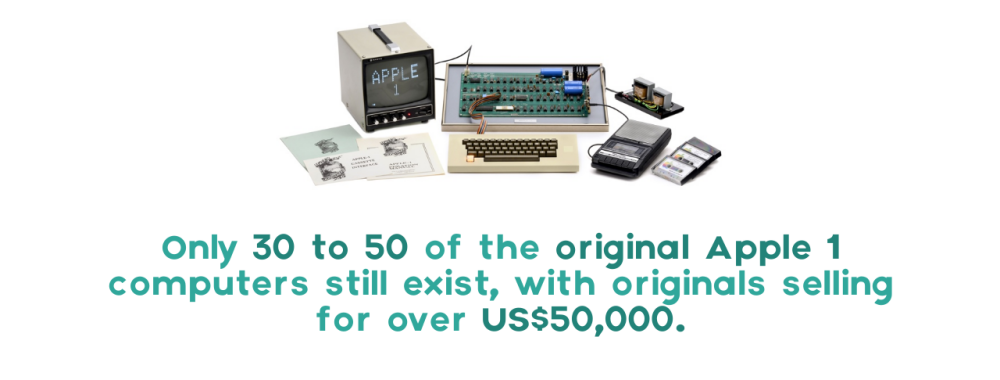 APPLE
1
Only 30 to 50 of the original Apple 1
computers still exist, with originals selling
for over US$50,000.